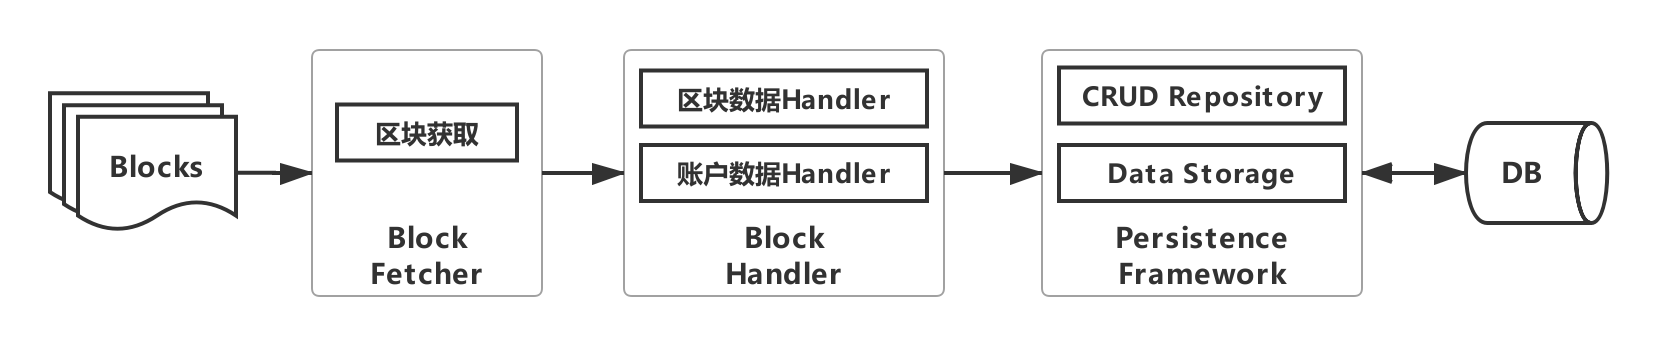 Blocks
区块获取
Block
Fetcher
区块数据Handler
账户数据Handler
Block
Handler
CRUD Repository
Data Storage
Persistence
Framework
DB